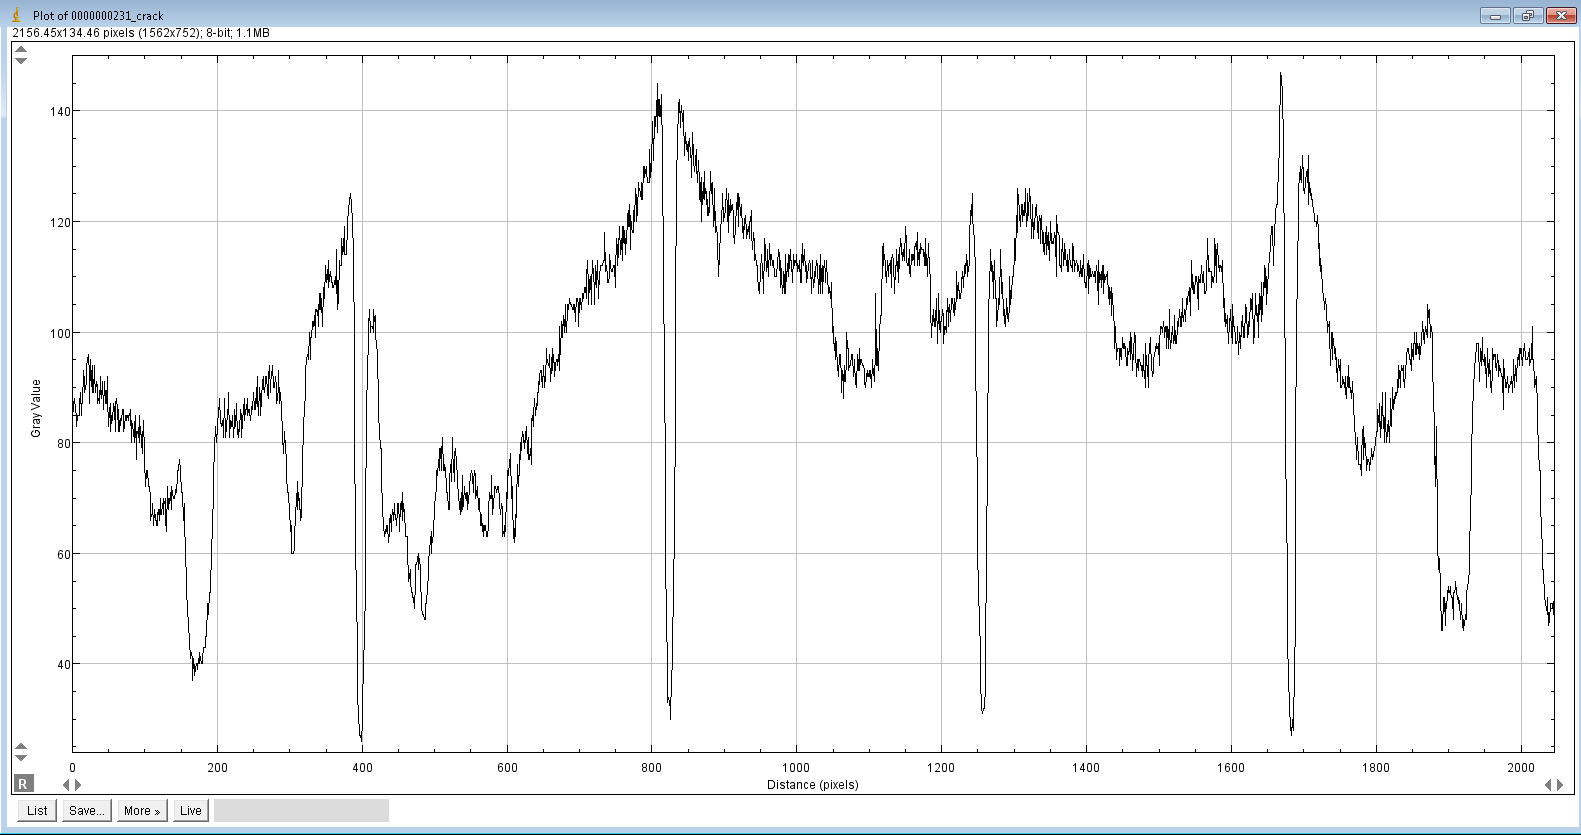 Plot of 0000000231_crack
2156.45x134.46 pixels (1562x752); 8-bit; 1.1MB
140
120
100
80
60
40
Gray Value
0 200 400 600 800 1000 1200 1400 1600 1800 2000
Distance (pixels)
R
List Save... More » Live